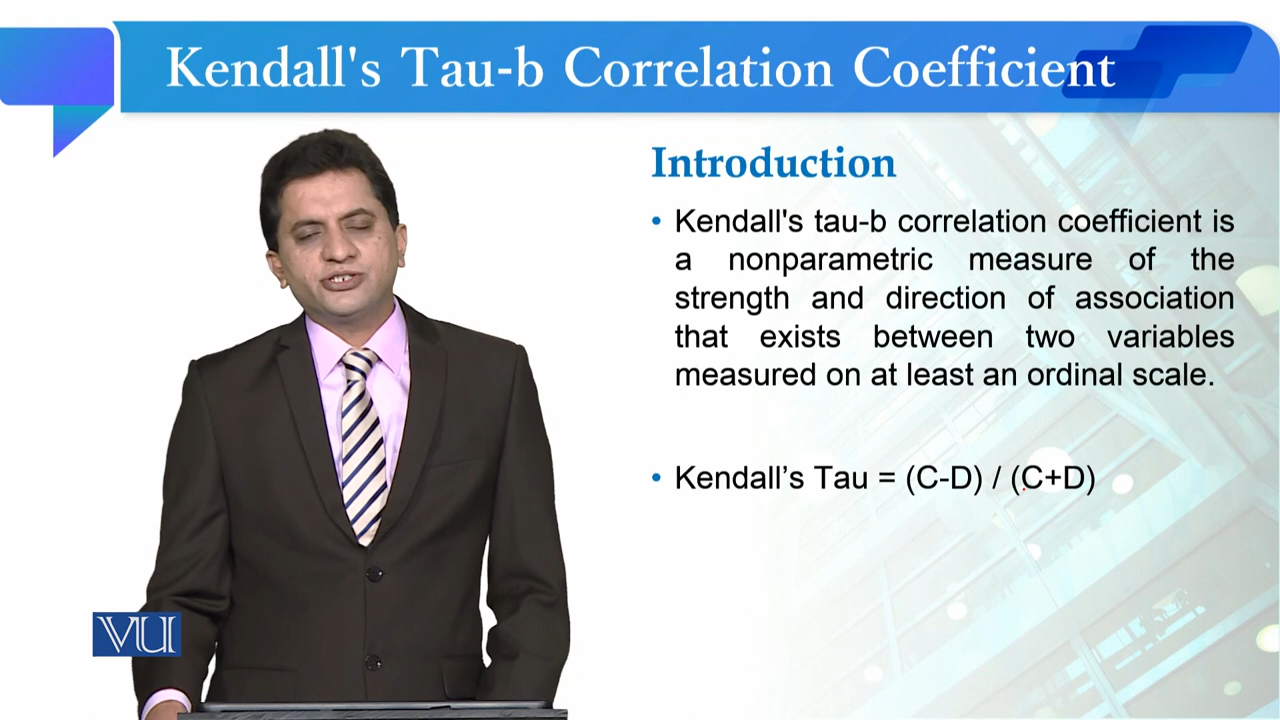 Kendall's Tau-b Correlation Coefficient
Introduction
• Kendall's tau-b correlation coefficient is
a nonparametric measure of the
strength and direction of association
that exists between two variables
measured on at least an ordinal scale.
• Kendall’s Tau = (C-D) / (C+D)
VU